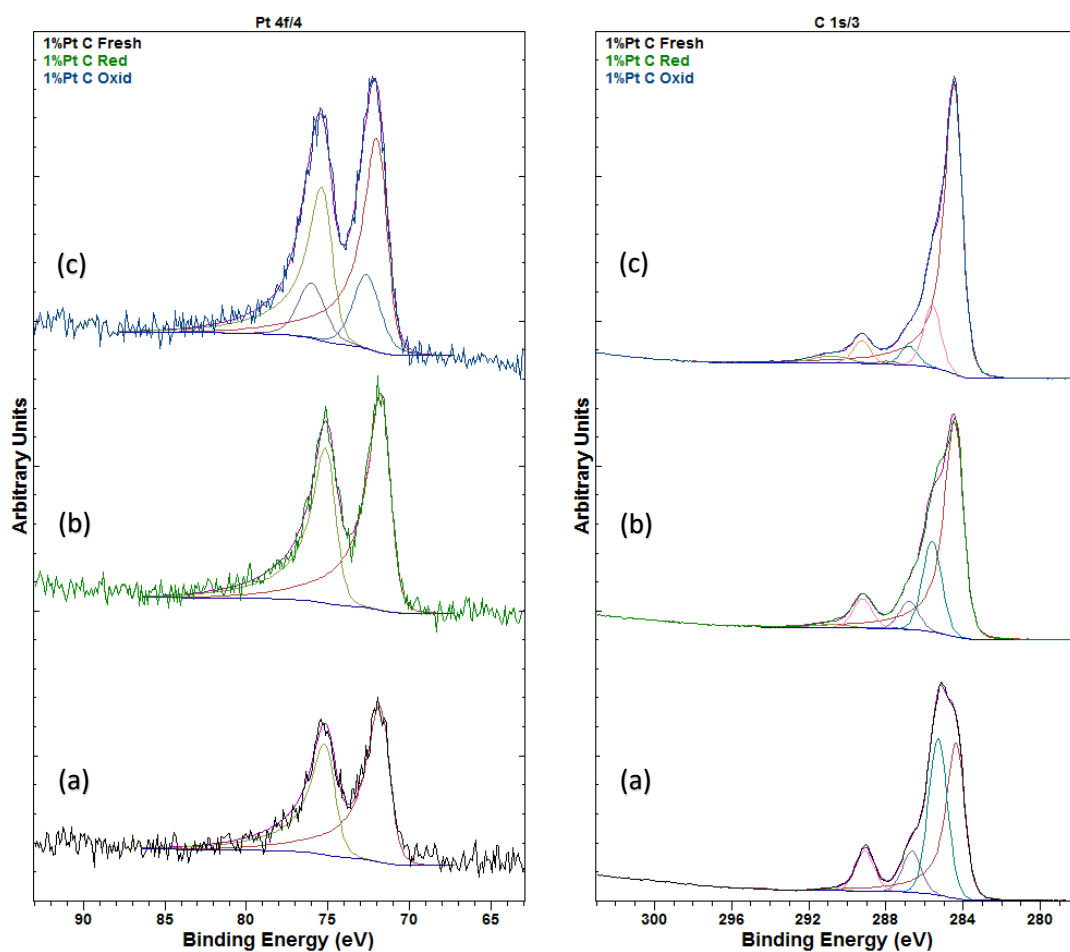 Pt 4f/4
1%Pt C Fresh
1%Pt C Red
1%Pt C Oxid
(c)
(b)
(a)
Arbitrary Units
90 85 80 75 70 65
Binding Energy (eV)
C 1s/3
1%Pt C Fresh
1%Pt C Red
1%Pt C Oxid
(c)
(b)
(a)
Arbitrary Units
300 296 292 288 284 280
Binding Energy (eV)